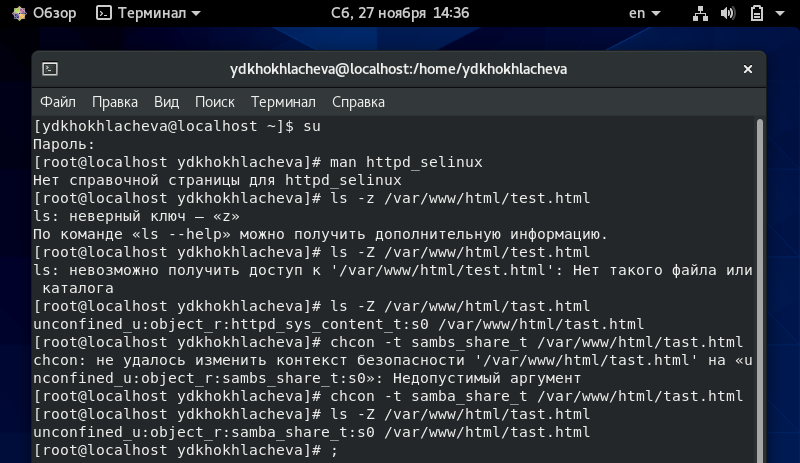 Обзор Терминал Сб, 27 ноября 14:36 en
ydkhokhlacheva@localhost:/home/ydkhokhlacheva
Файл Правка Вид Поиск Терминал Справка
[ydkhokhlacheva@localhost ~]$ su
Пароль:
[root@localhost ydkhokhlacheva]# man httpd_selinux
Нет справочной страницы для httpd_selinux
[root@localhost ydkhokhlacheva]# ls -z /var/www/html/test.html
ls: неверный ключ — «z»
По команде «ls --help» можно получить дополнительную информацию.
[root@localhost ydkhokhlacheva]# ls -Z /var/www/html/test.html
ls: невозможно получить доступ к '/var/www/html/test.html': Нет такого файла или
каталога
[root@localhost ydkhokhlacheva]# ls -Z /var/www/html/tast.html
unconfined_u:object_r:httpd_sys_content_t:s0 /var/www/html/tast.html
[root@localhost ydkhokhlacheva]# chcon -t sambs_share_t /var/www/html/tast.html
chcon: не удалось изменить контекст безопасности '/var/www/html/tast.html' на «u
nconfined_u:object_r:sambs_share_t:s0»: Недопустимый аргумент
[root@localhost ydkhokhlacheva]# chcon -t samba_share_t /var/www/html/tast.html
[root@localhost ydkhokhlacheva]# ls -Z /var/www/html/tast.html
unconfined_u:object_r:samba_share_t:s0 /var/www/html/tast.html
[root@localhost ydkhokhlacheva]# ;